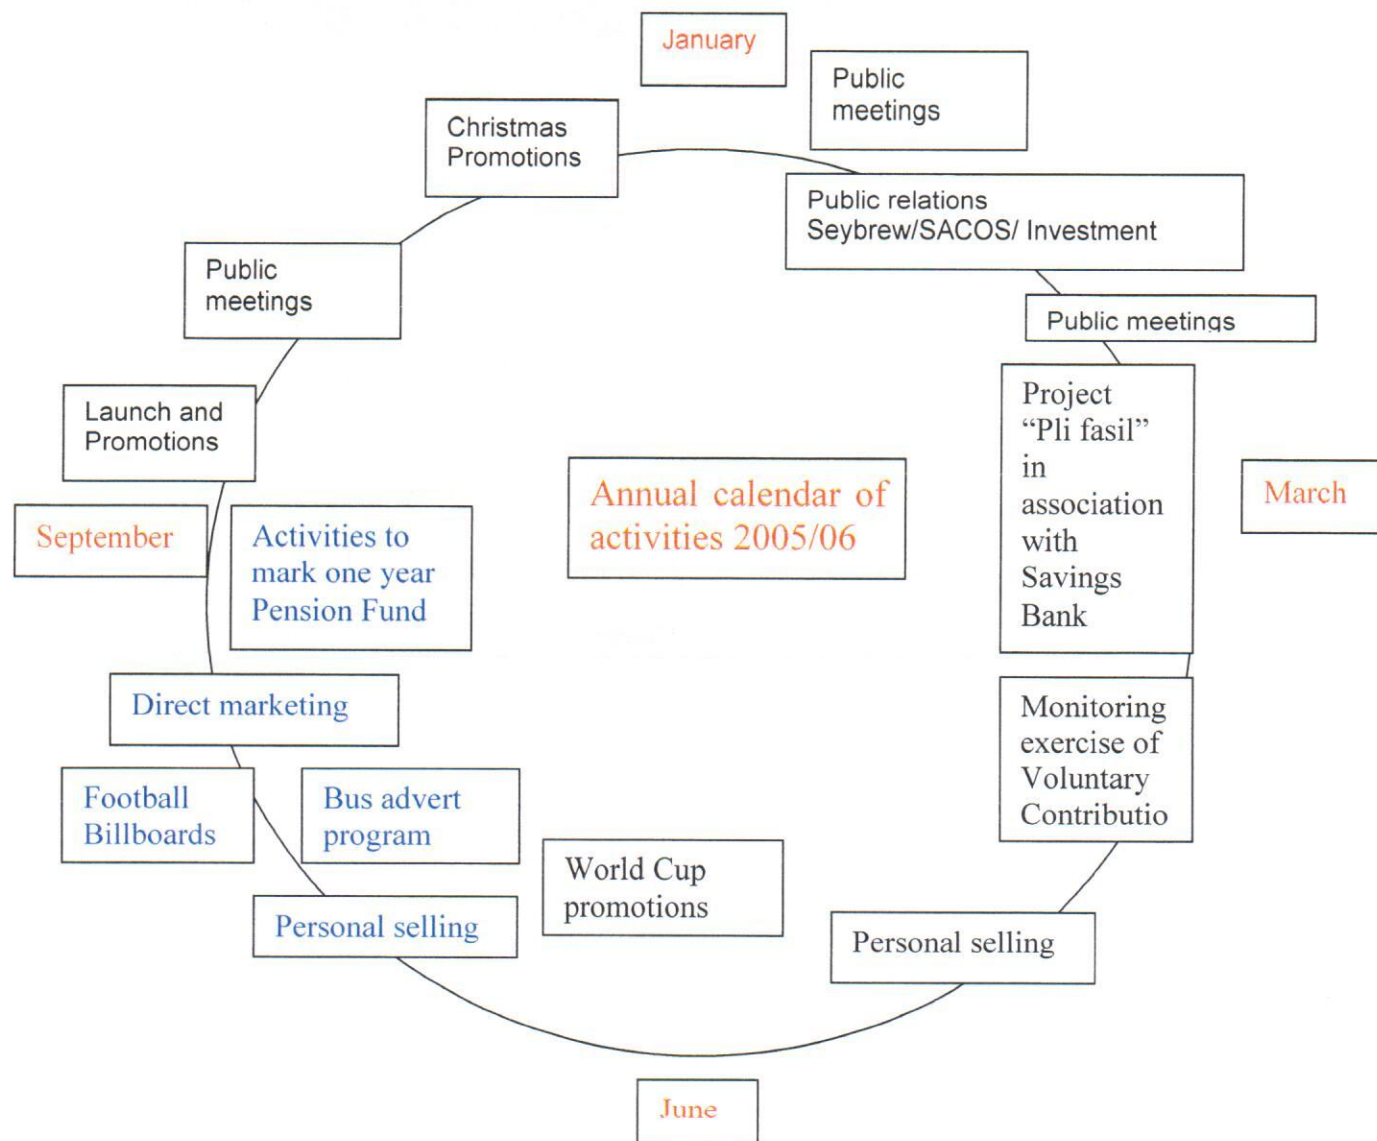 January
Public
meetings
Christmas
Promotions
Public relations
Seybrew/SACOS/ Investment
Public
meetings
Public meetings
Launch and
Promotions
Project
“Pli fasil”
in
association
with
Savings
Bank
Annual calendar of
activities 2005/06
March
September
Activities to
mark one year
Pension Fund
Direct marketing
Monitoring
exercise of
Voluntary
Contributio
Football
Billboards
Bus advert
program
World Cup
promotions
Personal selling
Personal selling
June